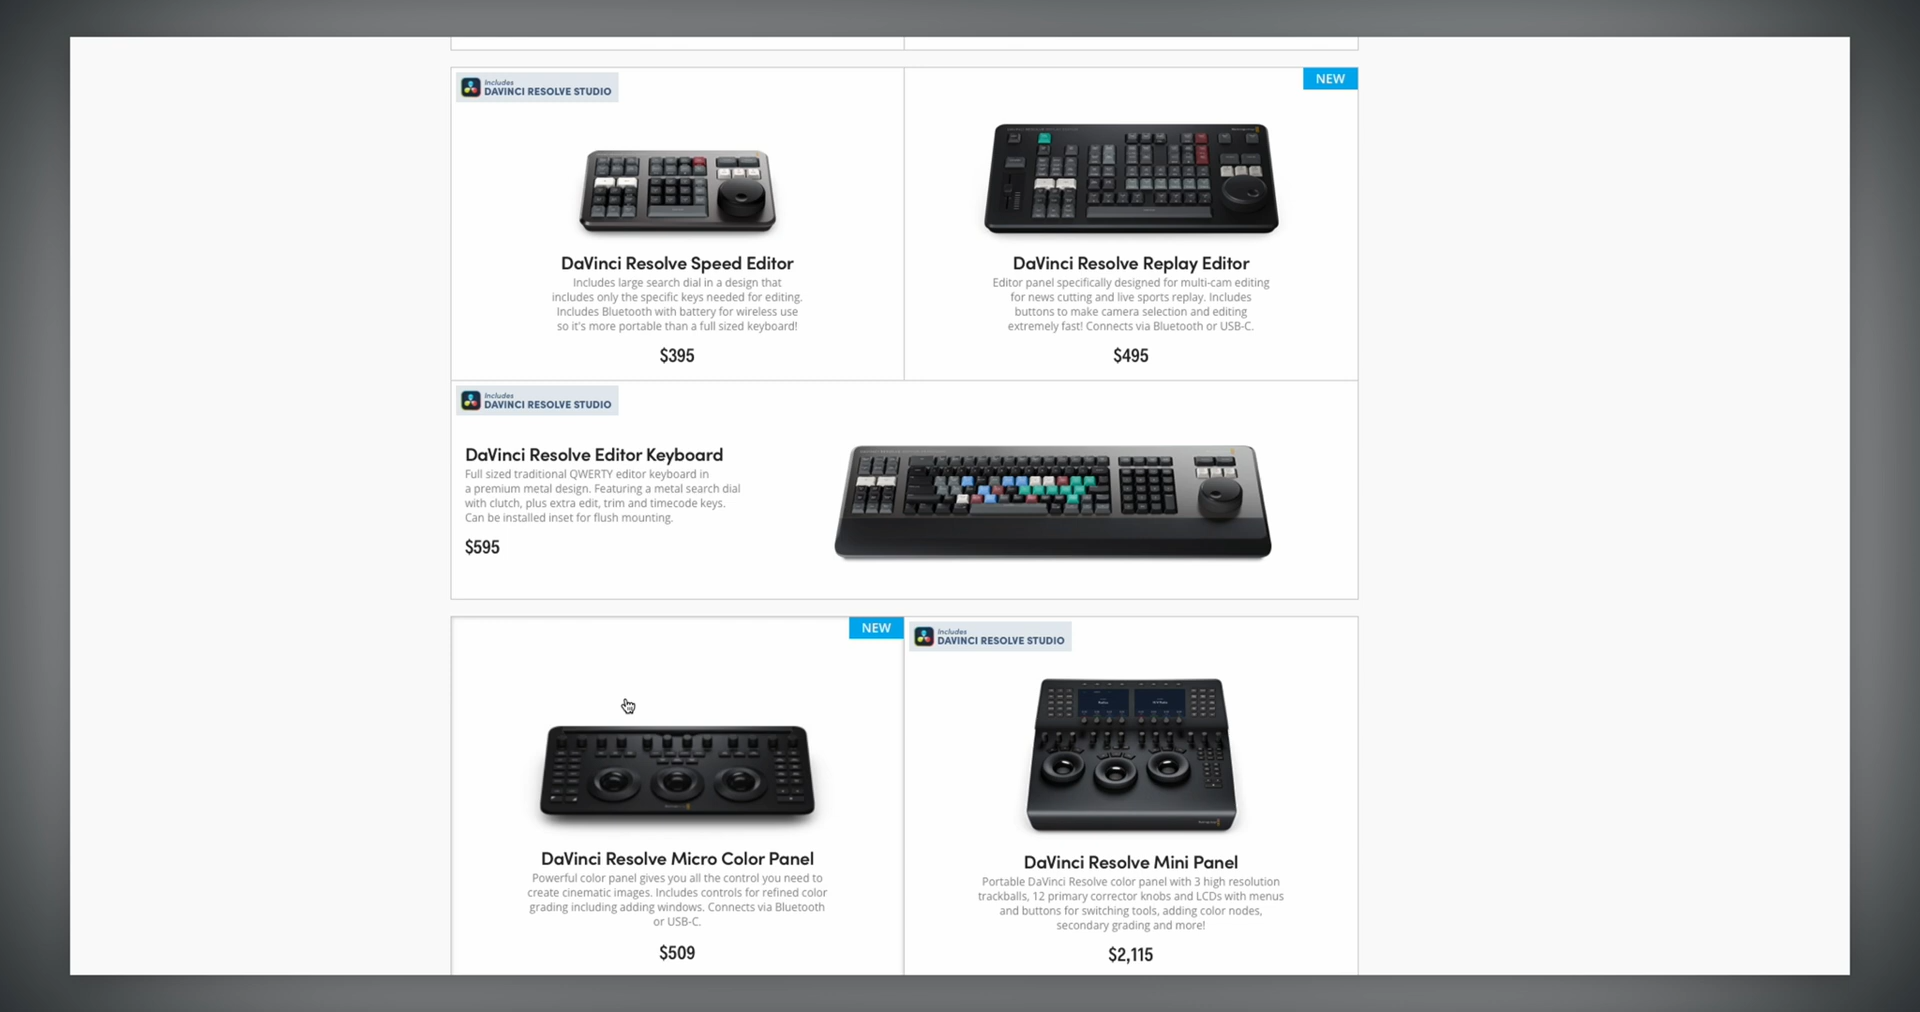 Includes
DAVINCI RESOLVE STUDIO
NEW
DaVinci Resolve Speed Editor
Includes large search dial in a design that
includes only the specific keys needed for editing.
Includes Bluetooth with battery for wireless use
so it's more portable than a full sized keyboard!
$395
DaVinci Resolve Replay Editor
Editor panel specifically designed for multi-cam editing
for news cutting and live sports replay. Includes
buttons to make camera selection and editing
extremely fast! Connects via Bluetooth or USB-C.
$495
Includes
DAVINCI RESOLVE STUDIO
DaVinci Resolve Editor Keyboard
Full sized traditional QWERTY editor keyboard in
a premium metal design. Featuring a metal search dial
with clutch, plus extra edit, trim and timecode keys.
Can be installed inset for flush mounting.
$595
NEW
Includes
DAVINCI RESOLVE STUDIO
DaVinci Resolve Micro Color Panel
Powerful color panel gives you all the control you need to
create cinematic images. Includes controls for refined color
grading including adding windows. Connects via Bluetooth
or USB-C.
$509
DaVinci Resolve Mini Panel
Portable DaVinci Resolve color panel with 3 high resolution
trackballs, 12 primary corrector knobs and LCDs with menus
and buttons for switching tools, adding color nodes,
secondary grading and more!
$2,115